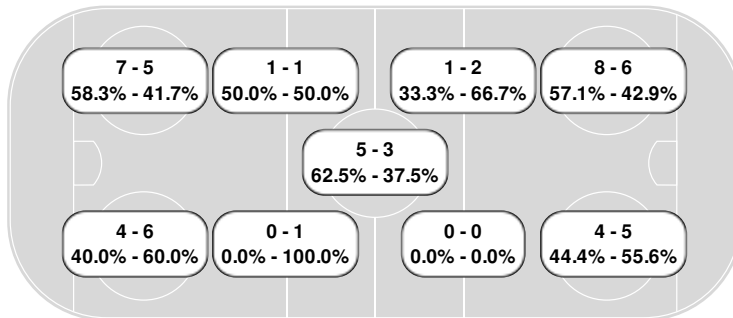 7 - 5
58.3% - 41.7%
1 - 1
50.0% - 50.0%
1 - 2
33.3% - 66.7%
8 - 6
57.1% - 42.9%
5 - 3
62.5% - 37.5%
4 - 6
40.0% - 60.0%
0 - 1
0.0% - 100.0%
0 - 0
0.0% - 0.0%
4 - 5
44.4% - 55.6%